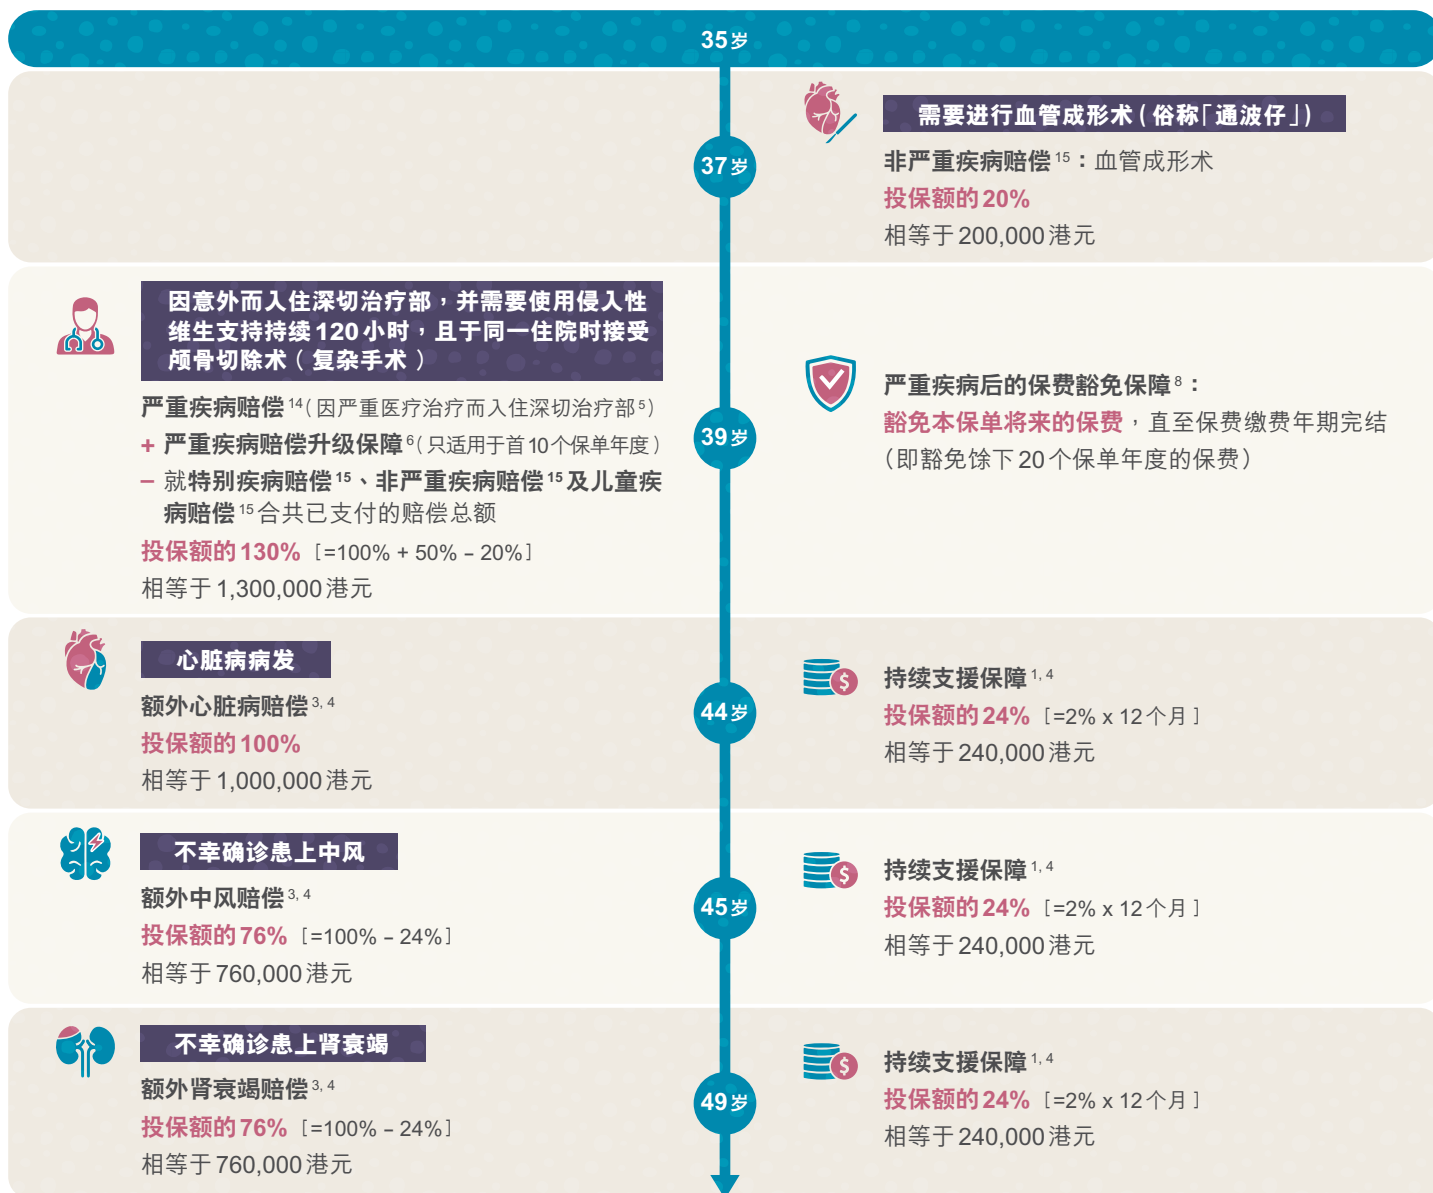 35岁
37岁
需要进行血管成形术(俗称「通波仔」)
非严重疾病赔偿15：血管成形术
投保额的20%
相等于200,000港元
因意外而入住深切治疗部，并需要使用侵入性
维生支持持续120小时，且于同一住院时接受
颅骨切除术（复杂手术）
严重疾病赔偿14(因严重医疗治疗而入住深切治疗部5)
+ 严重疾病赔偿升级保障6(只适用于首10个保单年度)
– 就特别疾病赔偿15、非严重疾病赔偿15及儿童疾
病赔偿15合共已支付的赔偿总额
投保额的130% [=100% + 50% – 20%]
相等于1,300,000港元
39岁
严重疾病后的保费豁免保障8：
豁免本保单将来的保费，直至保费缴费年期完结
(即豁免馀下20个保单年度的保费)
心脏病病发
额外心脏病赔偿3, 4
投保额的100%
相等于1,000,000港元
44岁
持续支援保障1, 4
投保额的24% [=2% x 12个月]
相等于240,000港元
不幸确诊患上中风
额外中风赔偿3, 4
投保额的76% [=100% – 24%]
相等于760,000港元
45岁
持续支援保障1, 4
投保额的24% [=2% x 12个月]
相等于240,000港元
不幸确诊患上肾衰竭
额外肾衰竭赔偿3, 4
投保额的76% [=100% – 24%]
相等于760,000港元
49岁
持续支援保障1, 4
投保额的24% [=2% x 12个月]
相等于240,000港元